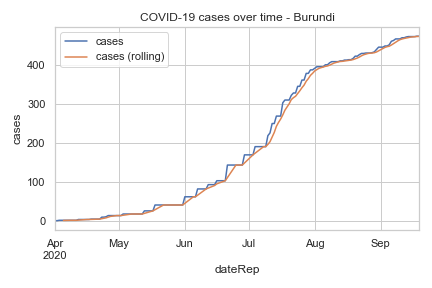 COVID-19 cases over time - Burundi
cases
cases (rolling)
400
300
200
100
0
cases
Apr
2020
May
Jun
Jul
Aug
Sep
dateRep